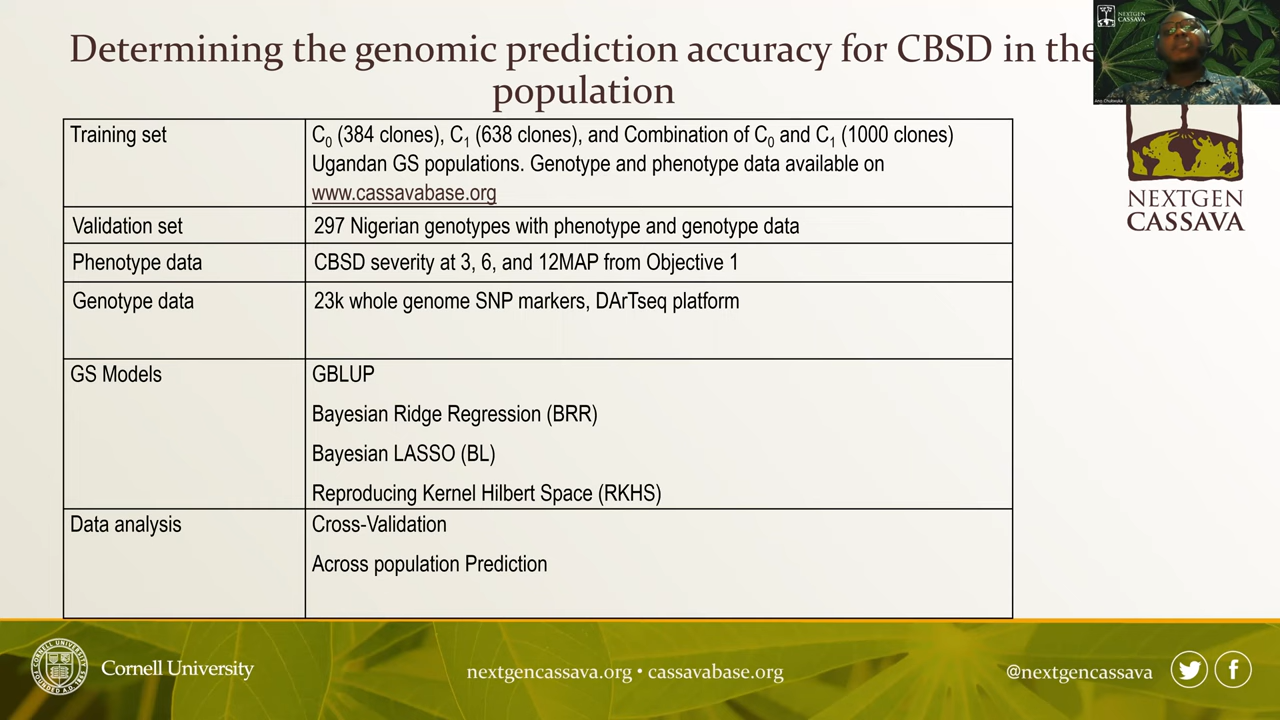 Determining the genomic prediction accuracy for CBSD in the
population
NEXTGEN
CASSAVA
Training set
C0 (384 clones), C1 (638 clones), and Combination of C0 and C1 (1000 clones)
Ugandan GS populations. Genotype and phenotype data available on
www.cassavabase.org
Validation set
297 Nigerian genotypes with phenotype and genotype data
Phenotype data
CBSD severity at 3, 6, and 12MAP from Objective 1
Genotype data
23k whole genome SNP markers, DArTseq platform
GS Models
GBLUP
Bayesian Ridge Regression (BRR)
Bayesian LASSO (BL)
Reproducing Kernel Hilbert Space (RKHS)
Data analysis
Cross-Validation
Across population Prediction
NEXTGEN
CASSAVA
Cornell University
nextgencassava.org • cassavabase.org
@nextgencassava